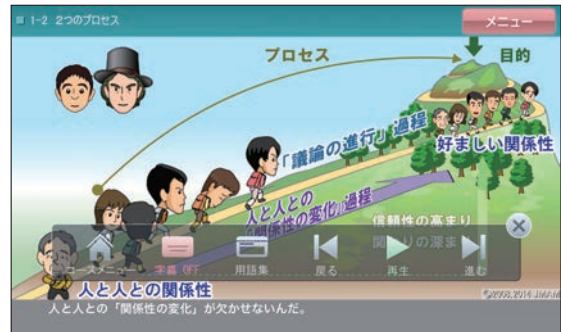 1-2 2つのプロセス
メニュー
プロセス
目的
「議論の進行」過程
好ましい関係性
人と人との
「関係性の変化」過程
信頼性の高まり
関わりの深ま
コースメニュー
字幕 OFF
用語集
戻る
再生
進む
人と人との関係性
©2008,2014 JMAM
人と人との「関係性の変化」が欠かせないんだ。